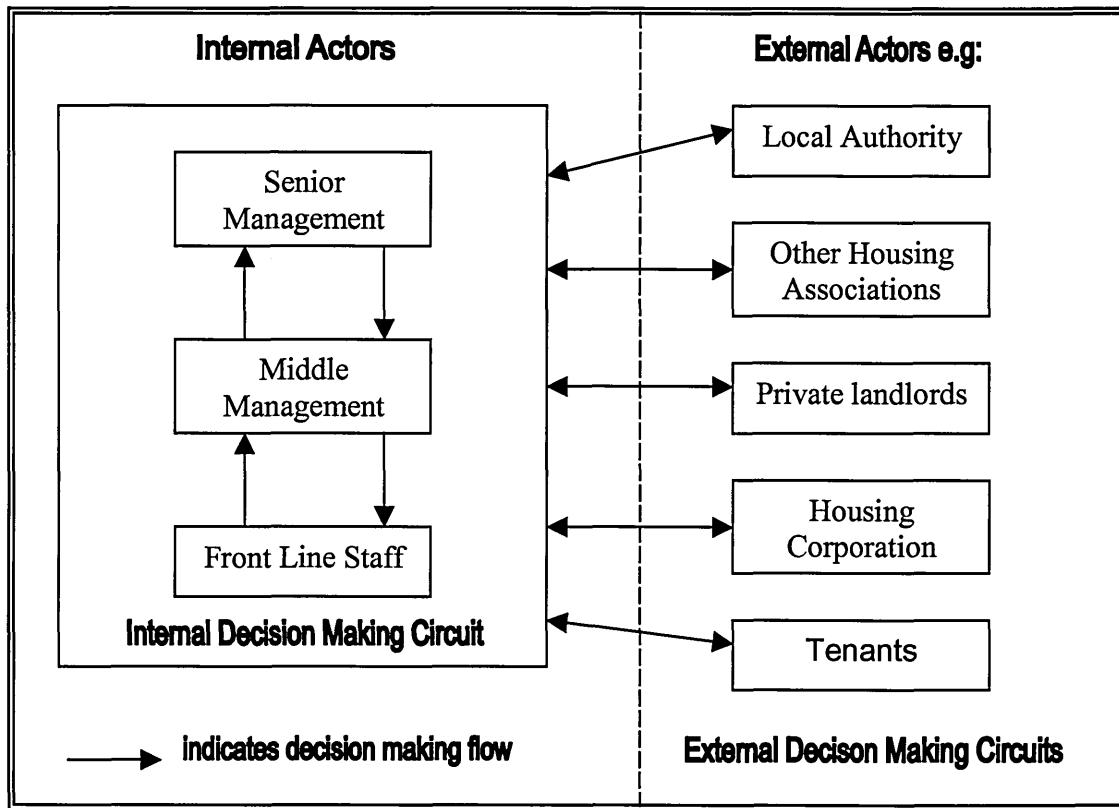 Internal Actors
Senior
Management
Middle
Management
Front Line Staff
Internal Decision Making Circuit
indicates decision making flow
External Actors e.g:
Local Authority
Other Housing
Associations
Private landlords
Housing
Corporation
Tenants
External Decison Making Circuits